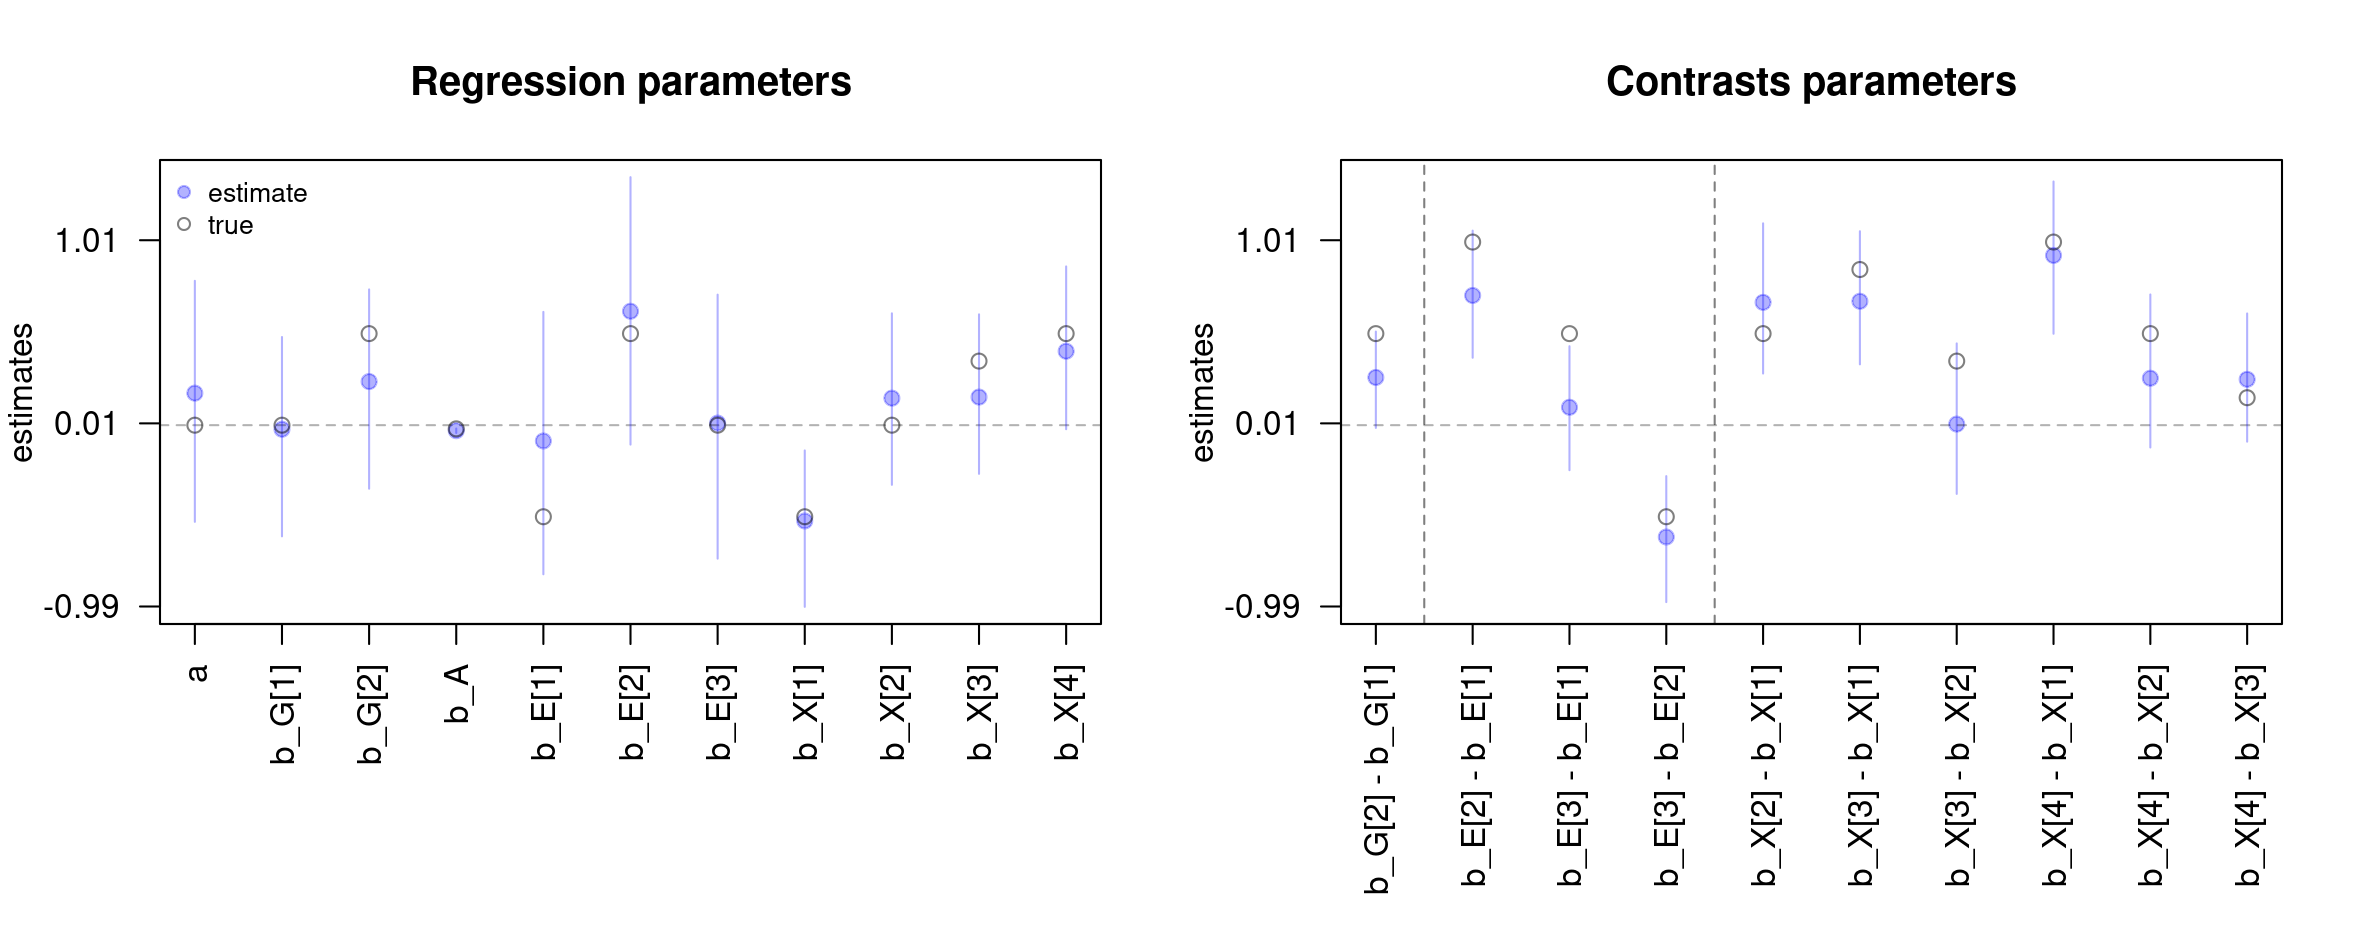 Regression parameters
estimate
true
1.01
0.01
-0.99
estimates
a
b_G[1]
b_G[2]
b_A
b_E[1]
b_E[2]
b_E[3]
b_X[1]
b_X[2]
b_X[3]
b_X[4]
Contrasts parameters
1.01
0.01
-0.99
estimates
b_G[2] - b_G[1]
b_E[2] - b_E[1]
b_E[3] - b_E[1]
b_E[3] - b_E[2]
b_X[2] - b_X[1]
b_X[3] - b_X[1]
b_X[3] - b_X[2]
b_X[4] - b_X[1]
b_X[4] - b_X[2]
b_X[4] - b_X[3]